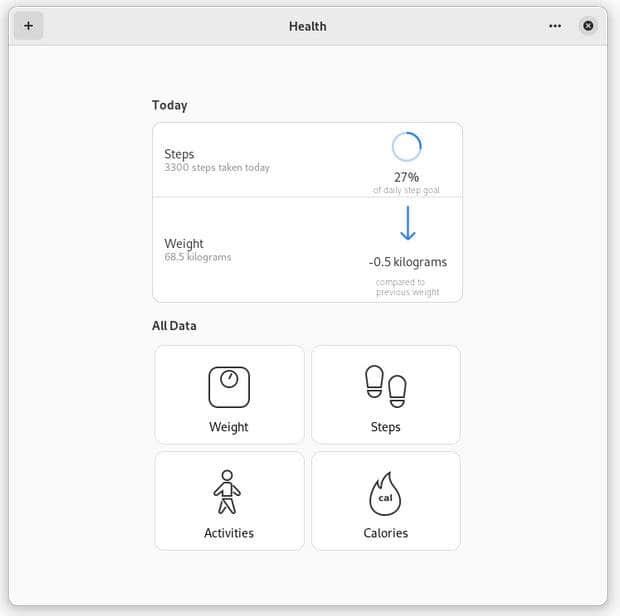 Health
Today
Steps
3300 steps taken today
27%
of daily step goal
Weight
68.5 kilograms
-0.5 kilograms
compared to
previous weight
All Data
Weight
Steps
Activities
cal
Calories